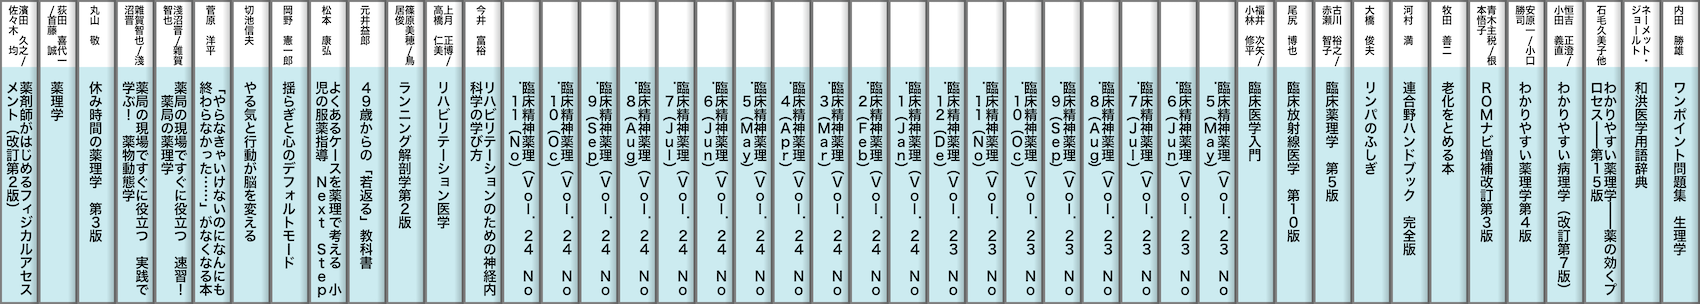 内田 勝雄
ワンポイント問題集 生理学
ネーメット・
ジョールト
和洪医学用語辞典
石毛久美子他
わかりやすい薬理学――薬の効くプ
ロセス――第15版
恒吉 正澄/
小田 義直
わかりやすい病理学(改訂第7版)
安原一/小口
勝司
わかりやすい薬理学第4版
青木主税/根
本悟子
ROMナビ増補改訂第3版
牧田 善二
老化をとめる本
河村 満
連合野ハンドブック 完全版
大橋 俊夫
リンパのふしぎ
古川 裕之/
赤瀬 智子
臨床薬理学 第5版
尾尻 博也
臨床放射線医学 第10版
福井 次矢/
小林 修平
臨床医学入門
臨床精神薬理(Vol. 23 No
.5(May)
臨床精神薬理(Vol. 23 No
.6(Jun)
臨床精神薬理(Vol. 23 No
.7(Jul)
臨床精神薬理(Vol. 23 No
.8(Aug)
臨床精神薬理(Vol. 23 No
.9(Sep)
臨床精神薬理(Vol. 23 No
.10(Oc)
臨床精神薬理(Vol. 23 No
.11(No)
臨床精神薬理(Vol. 23 No
.12(De)
臨床精神薬理(Vol. 24 No
.1(Jan)
臨床精神薬理(Vol. 24 No
.2(Feb)
臨床精神薬理(Vol. 24 No
.3(Mar)
臨床精神薬理(Vol. 24 No
.4(Apr)
臨床精神薬理(Vol. 24 No
.5(May)
臨床精神薬理(Vol. 24 No
.6(Jun)
臨床精神薬理(Vol. 24 No
.7(Jul)
臨床精神薬理(Vol. 24 No
.8(Aug)
臨床精神薬理(Vol. 24 No
.9(Sep)
臨床精神薬理(Vol. 24 No
.10(Oc)
臨床精神薬理(Vol. 24 No
.11(No)
今井 富裕
リハビリテーションのための神経内
科学の学び方
上月 正博/
高橋 仁美
リハビリテーション医学
篠原美穂/鳥
居俊
ランニング解剖学第2版
元井益郎
49歳からの「若返る」教科書
松本 康弘
よくあるケースを薬理で考える 小
児の服薬指導 Next Step
岡野 憲一郎
揺らぎと心のデフォルトモード
切池信夫
やる気と行動が脳を変える
菅原 洋平
「やらなきゃいけないのになんにも
終わらなかった……」がなくなる本
淺沼晋/雜賀
智也
薬局の現場ですぐに役立つ 速習!
薬局の薬理学
雜賀智也/淺
沼晋
薬局の現場ですぐに役立つ 実践で
学ぶ! 薬物動態学
丸山 敬
休み時間の薬理学 第3版
荻田 喜代一
/首藤 誠
薬理学
濱田 久之/
佐々木 均
薬剤師がはじめるフィジカルアセス
メント(改訂第2版)